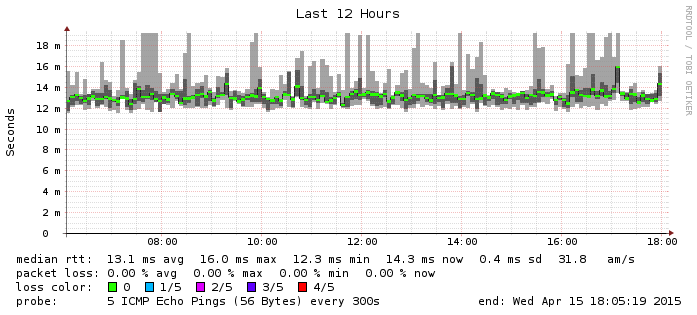 Last 12 Hours
RRDTOOL / TOBI OETIKER
Seconds
18 m
16 m
14 m
12 m
10 m
8 m
6 m
4 m
2 m
0
08:00 10:00 12:00 14:00 16:00 18:00
median rtt: 13.1 ms avg 16.0 ms max 12.3 ms min 14.3 ms now 0.4 ms sd 31.8 am/s
packet loss: 0.00 % avg 0.00 % max 0.00 % min 0.00 % now
loss color: 0 1/5 2/5 3/5 4/5
probe: 5 ICMP Echo Pings (56 Bytes) every 300s end: Wed Apr 15 18:05:19 2015